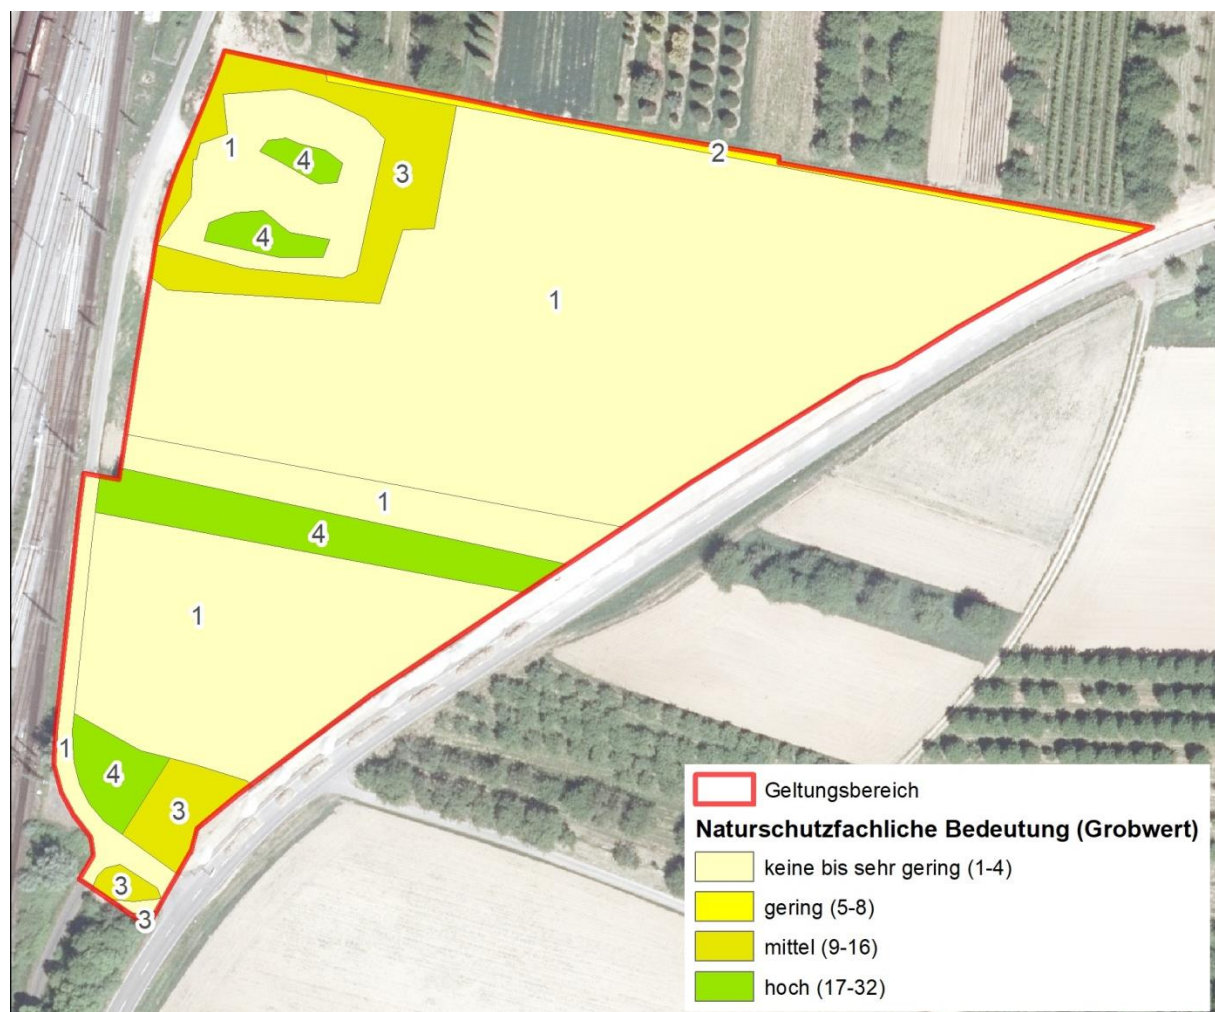 2
1
4
3
4
1
1
4
1
1
4
3
3
3
Geltungsbereich
Naturschutzfachliche Bedeutung (Grobwert)
keine bis sehr gering (1-4)
gering (5-8)
mittel (9-16)
hoch (17-32)